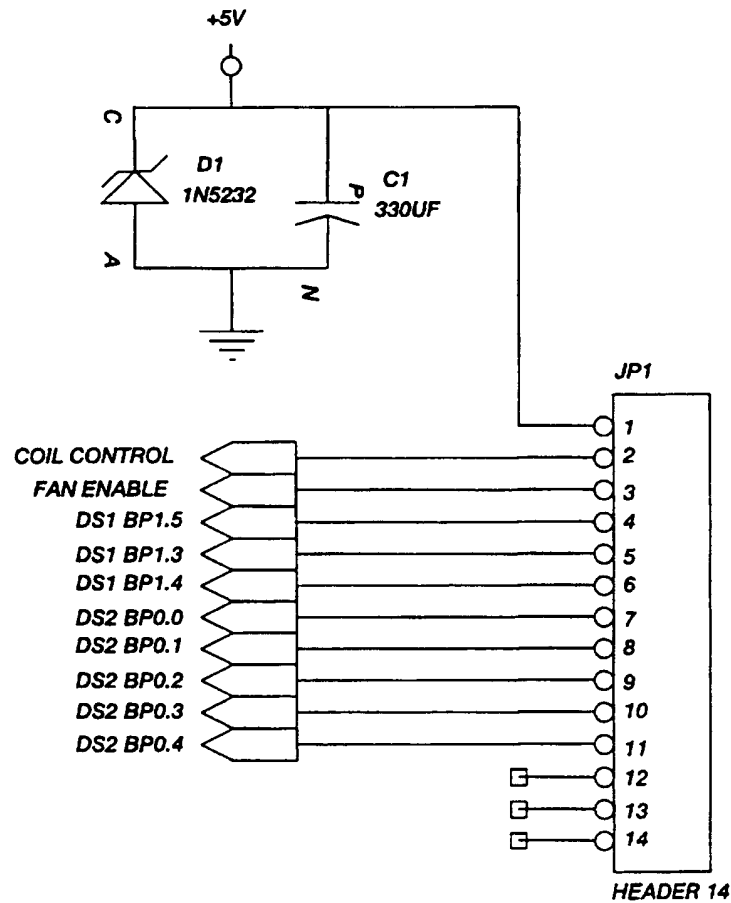 +5V
C
D1
1N5232
A
P
C1
330UF
N
JP1
1
COIL CONTROL 2
FAN ENABLE 3
DS1 BP1.5 4
DS1 BP1.3 5
DS1 BP1.4 6
DS2 BP0.0 7
DS2 BP0.1 8
DS2 BP0.2 9
DS2 BP0.3 10
DS2 BP0.4 11
12
13
14
HEADER 14